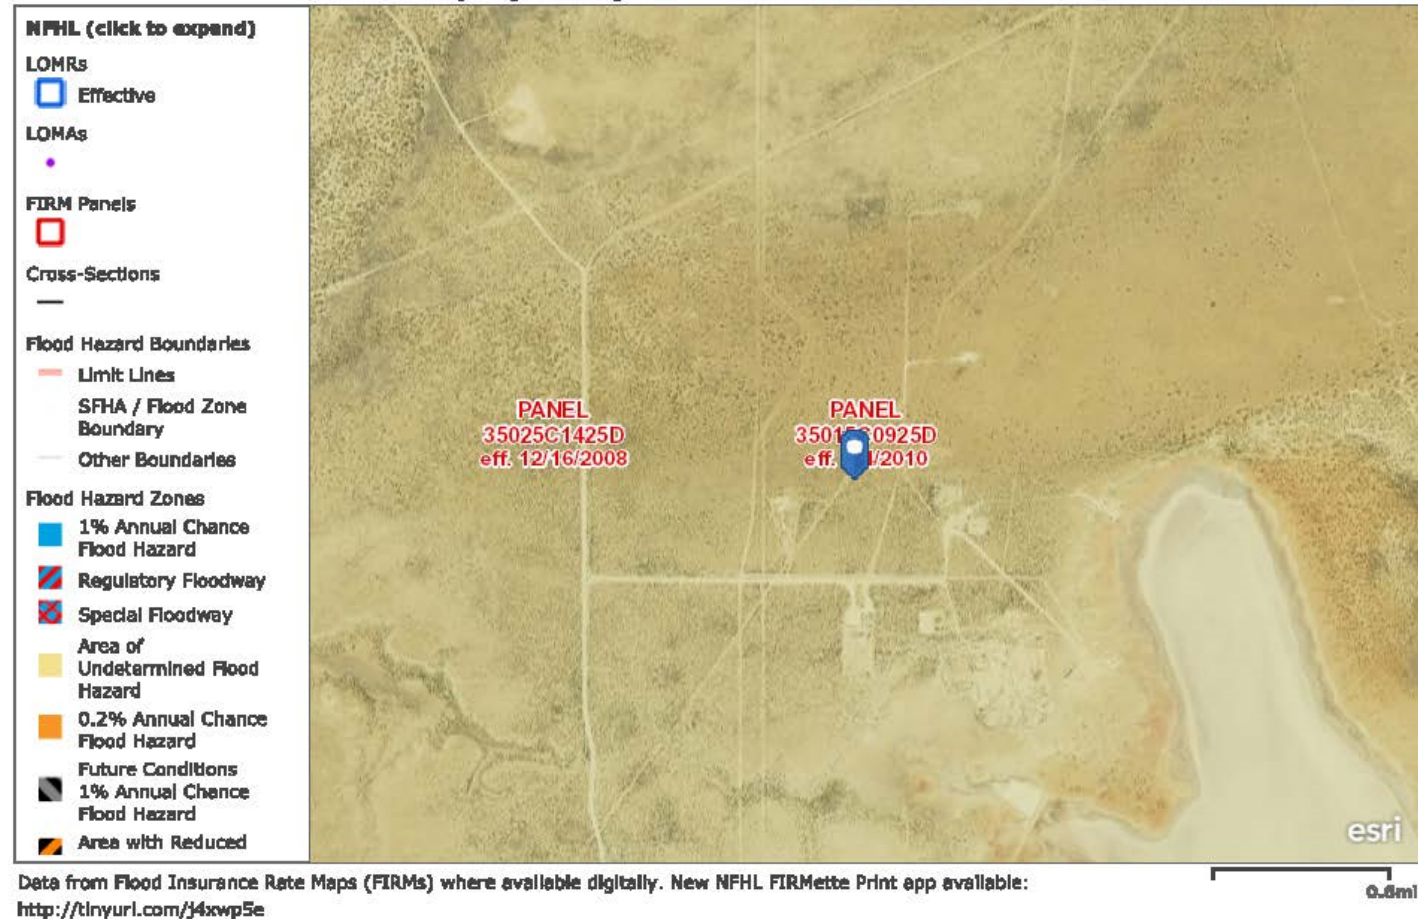 NFHL (click to expand)
LOMRs
Effective
LOMAs
FIRM Panels
Cross-Sections
Flood Hazard Boundaries
Limit Lines
SFHA / Flood Zone
Boundary
Other Boundaries
Flood Hazard Zones
1% Annual Chance
Flood Hazard
Regulatory Floodway
Special Floodway
Area of
Undetermined Flood
Hazard
0.2% Annual Chance
Flood Hazard
Future Conditions
1% Annual Chance
Flood Hazard
Area with Reduced
PANEL
35025C1425D
eff. 12/16/2008
PANEL
0925D
eff. /2010
esri
0.6mi
Data from Flood Insurance Rate Maps (FIRMs) where available digitally. New NFHL FIRMette Print app available:
http://tinyurl.com/j4xwp5e